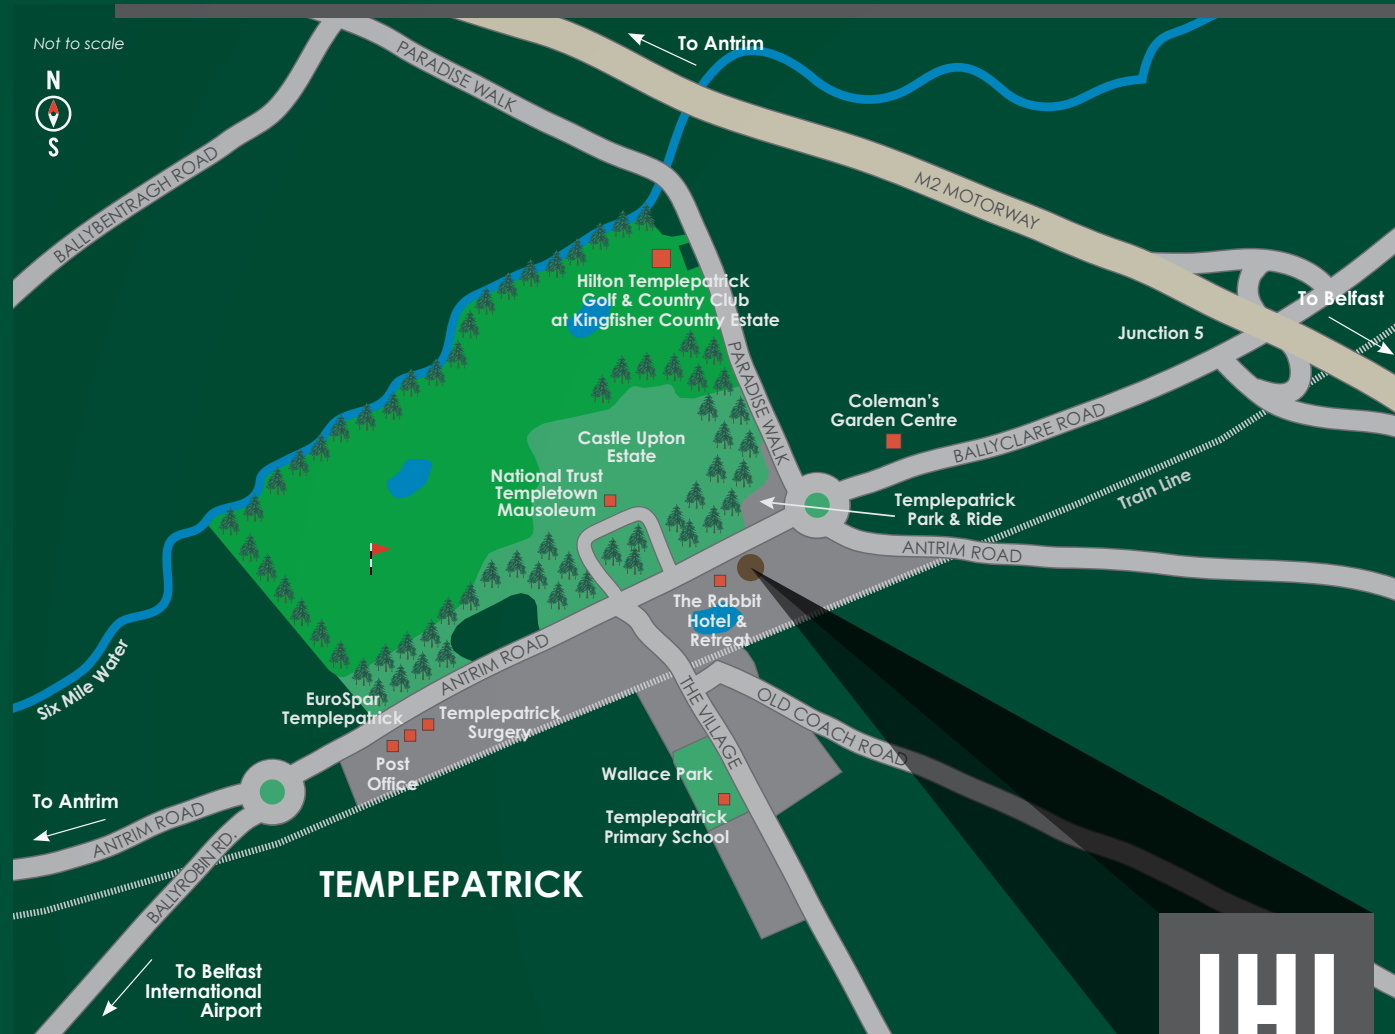 Not to scale
N
S
To Antrim
PARADISE WALK
BALLYBENTRAGH ROAD
M2 MOTORWAY
Hilton Templepatrick
Golf & Country Club
at Kingfisher Country Estate
To Belfast
Junction 5
PARADISE WALK
Coleman's
Garden Centre
BALLYCLARE ROAD
Castle Upton
Estate
National Trust
Templetown
Mausoleum
Train Line
Templepatrick
Park & Ride
ANTRIM ROAD
The Rabbit
Hotel &
Retreat
ANTRIM ROAD
Six Mile Water
EuroSpar
Templepatrick
Templepatrick
Surgery
Post
Office
THE VILLAGE
OLD COACH ROAD
Wallace Park
Templepatrick
Primary School
To Antrim
ANTRIM ROAD
BALLYROBIN RD.
TEMPLEPATRICK
To Belfast
International
Airport